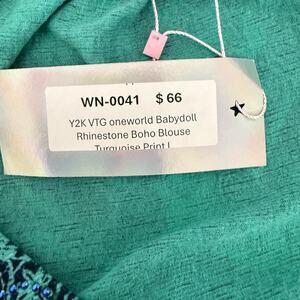 WN-0041 $ 66
Y2K VTG oneworld Babydoll
Rhinestone Boho Blouse
Turquoise Print L